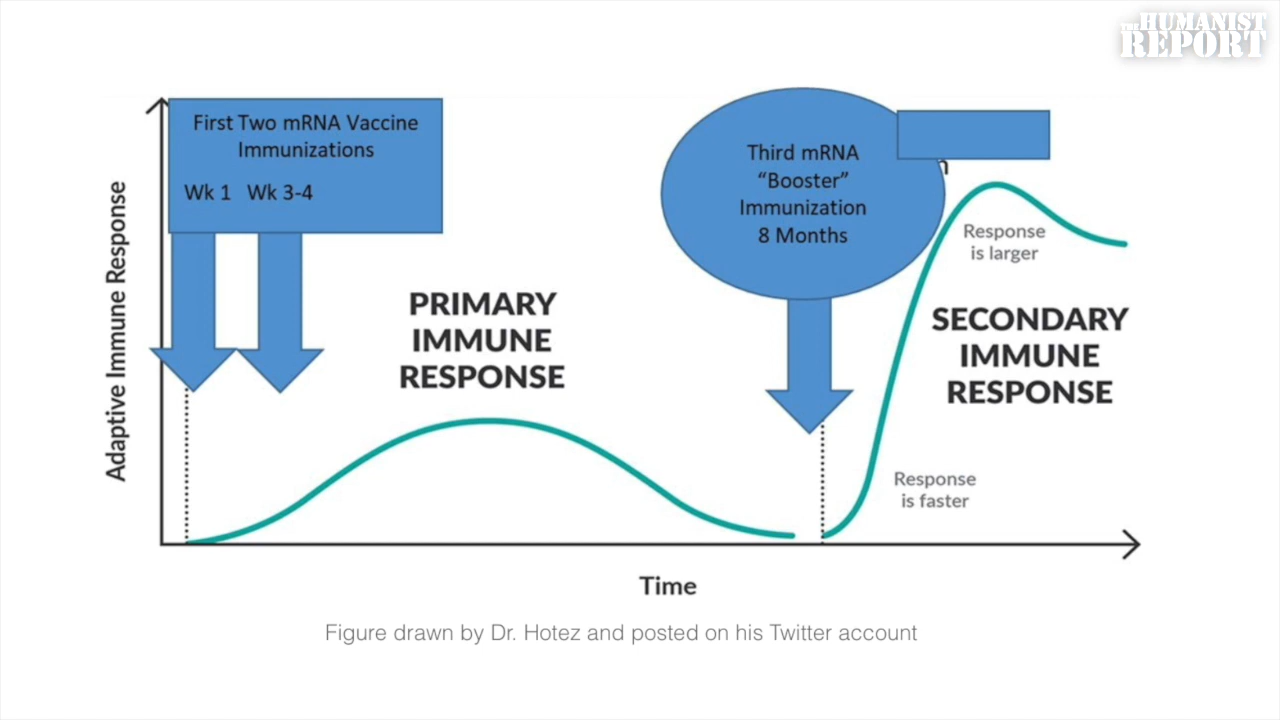 THE HUMANIST
REPORT
First Two mRNA Vaccine
Immunizations
Wk 1 Wk 3-4
Third mRNA
“Booster”
Immunization
8 Months
Adaptive Immune Response
PRIMARY
IMMUNE
RESPONSE
Response
is larger
SECONDARY
IMMUNE
RESPONSE
Response
is faster
Time
Figure drawn by Dr. Hotez and posted on his Twitter account